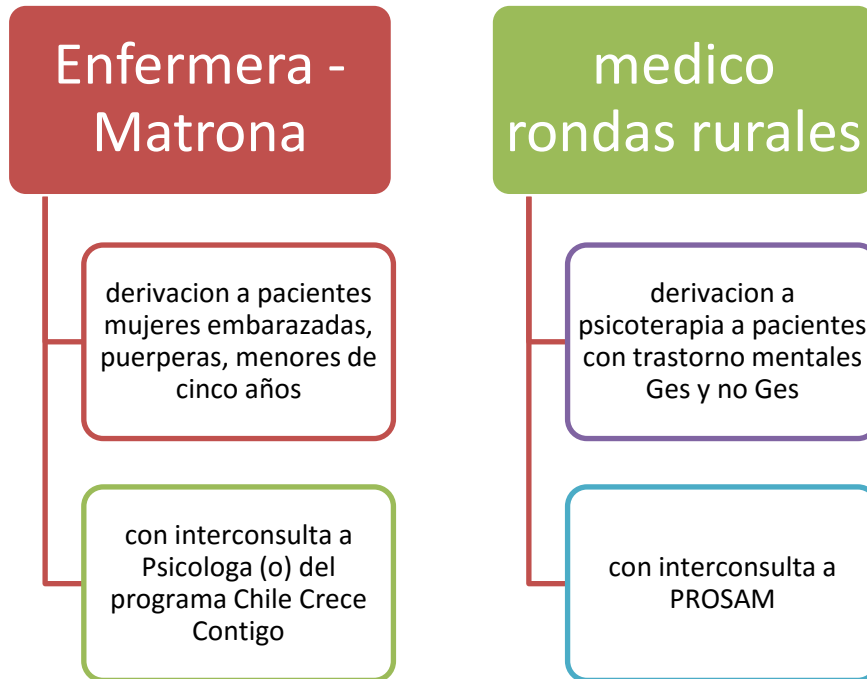 Enfermera -
Matrona
derivacion a pacientes
mujeres embarazadas,
puerperas, menores de
cinco años
con interconsulta a
Psicologa (o) del
programa Chile Crece
Contigo
medico
rondas rurales
derivacion a
psicoterapia a pacientes
con trastorno mentales
Ges y no Ges
con interconsulta a
PROSAM